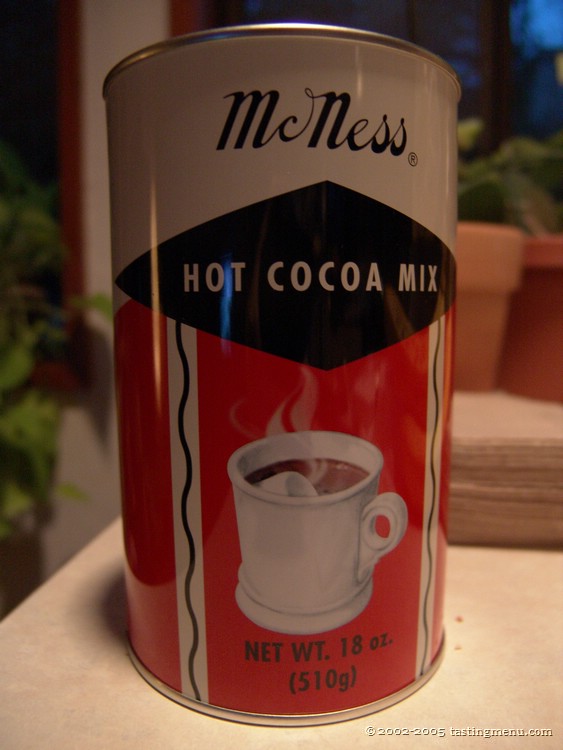 McNess®
HOT COCOA MIX
NET WT. 18 oz.
(510g)
©2002-2005 tastingmenu.com